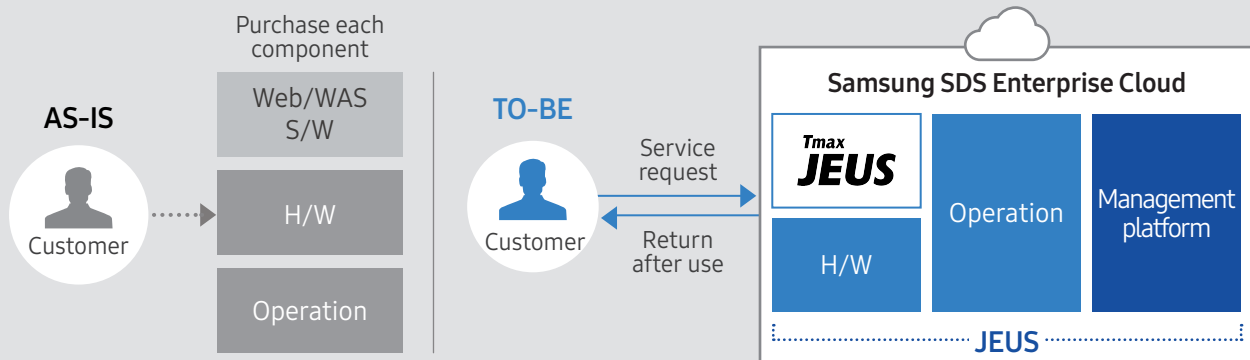 AS-IS
Customer
Purchase each
component
Web/WAS
S/W
H/W
Operation
TO-BE
Customer
Service
request
Return
after use
Samsung SDS Enterprise Cloud
Tmax
JEUS
H/W
Operation
Management
platform
JEUS